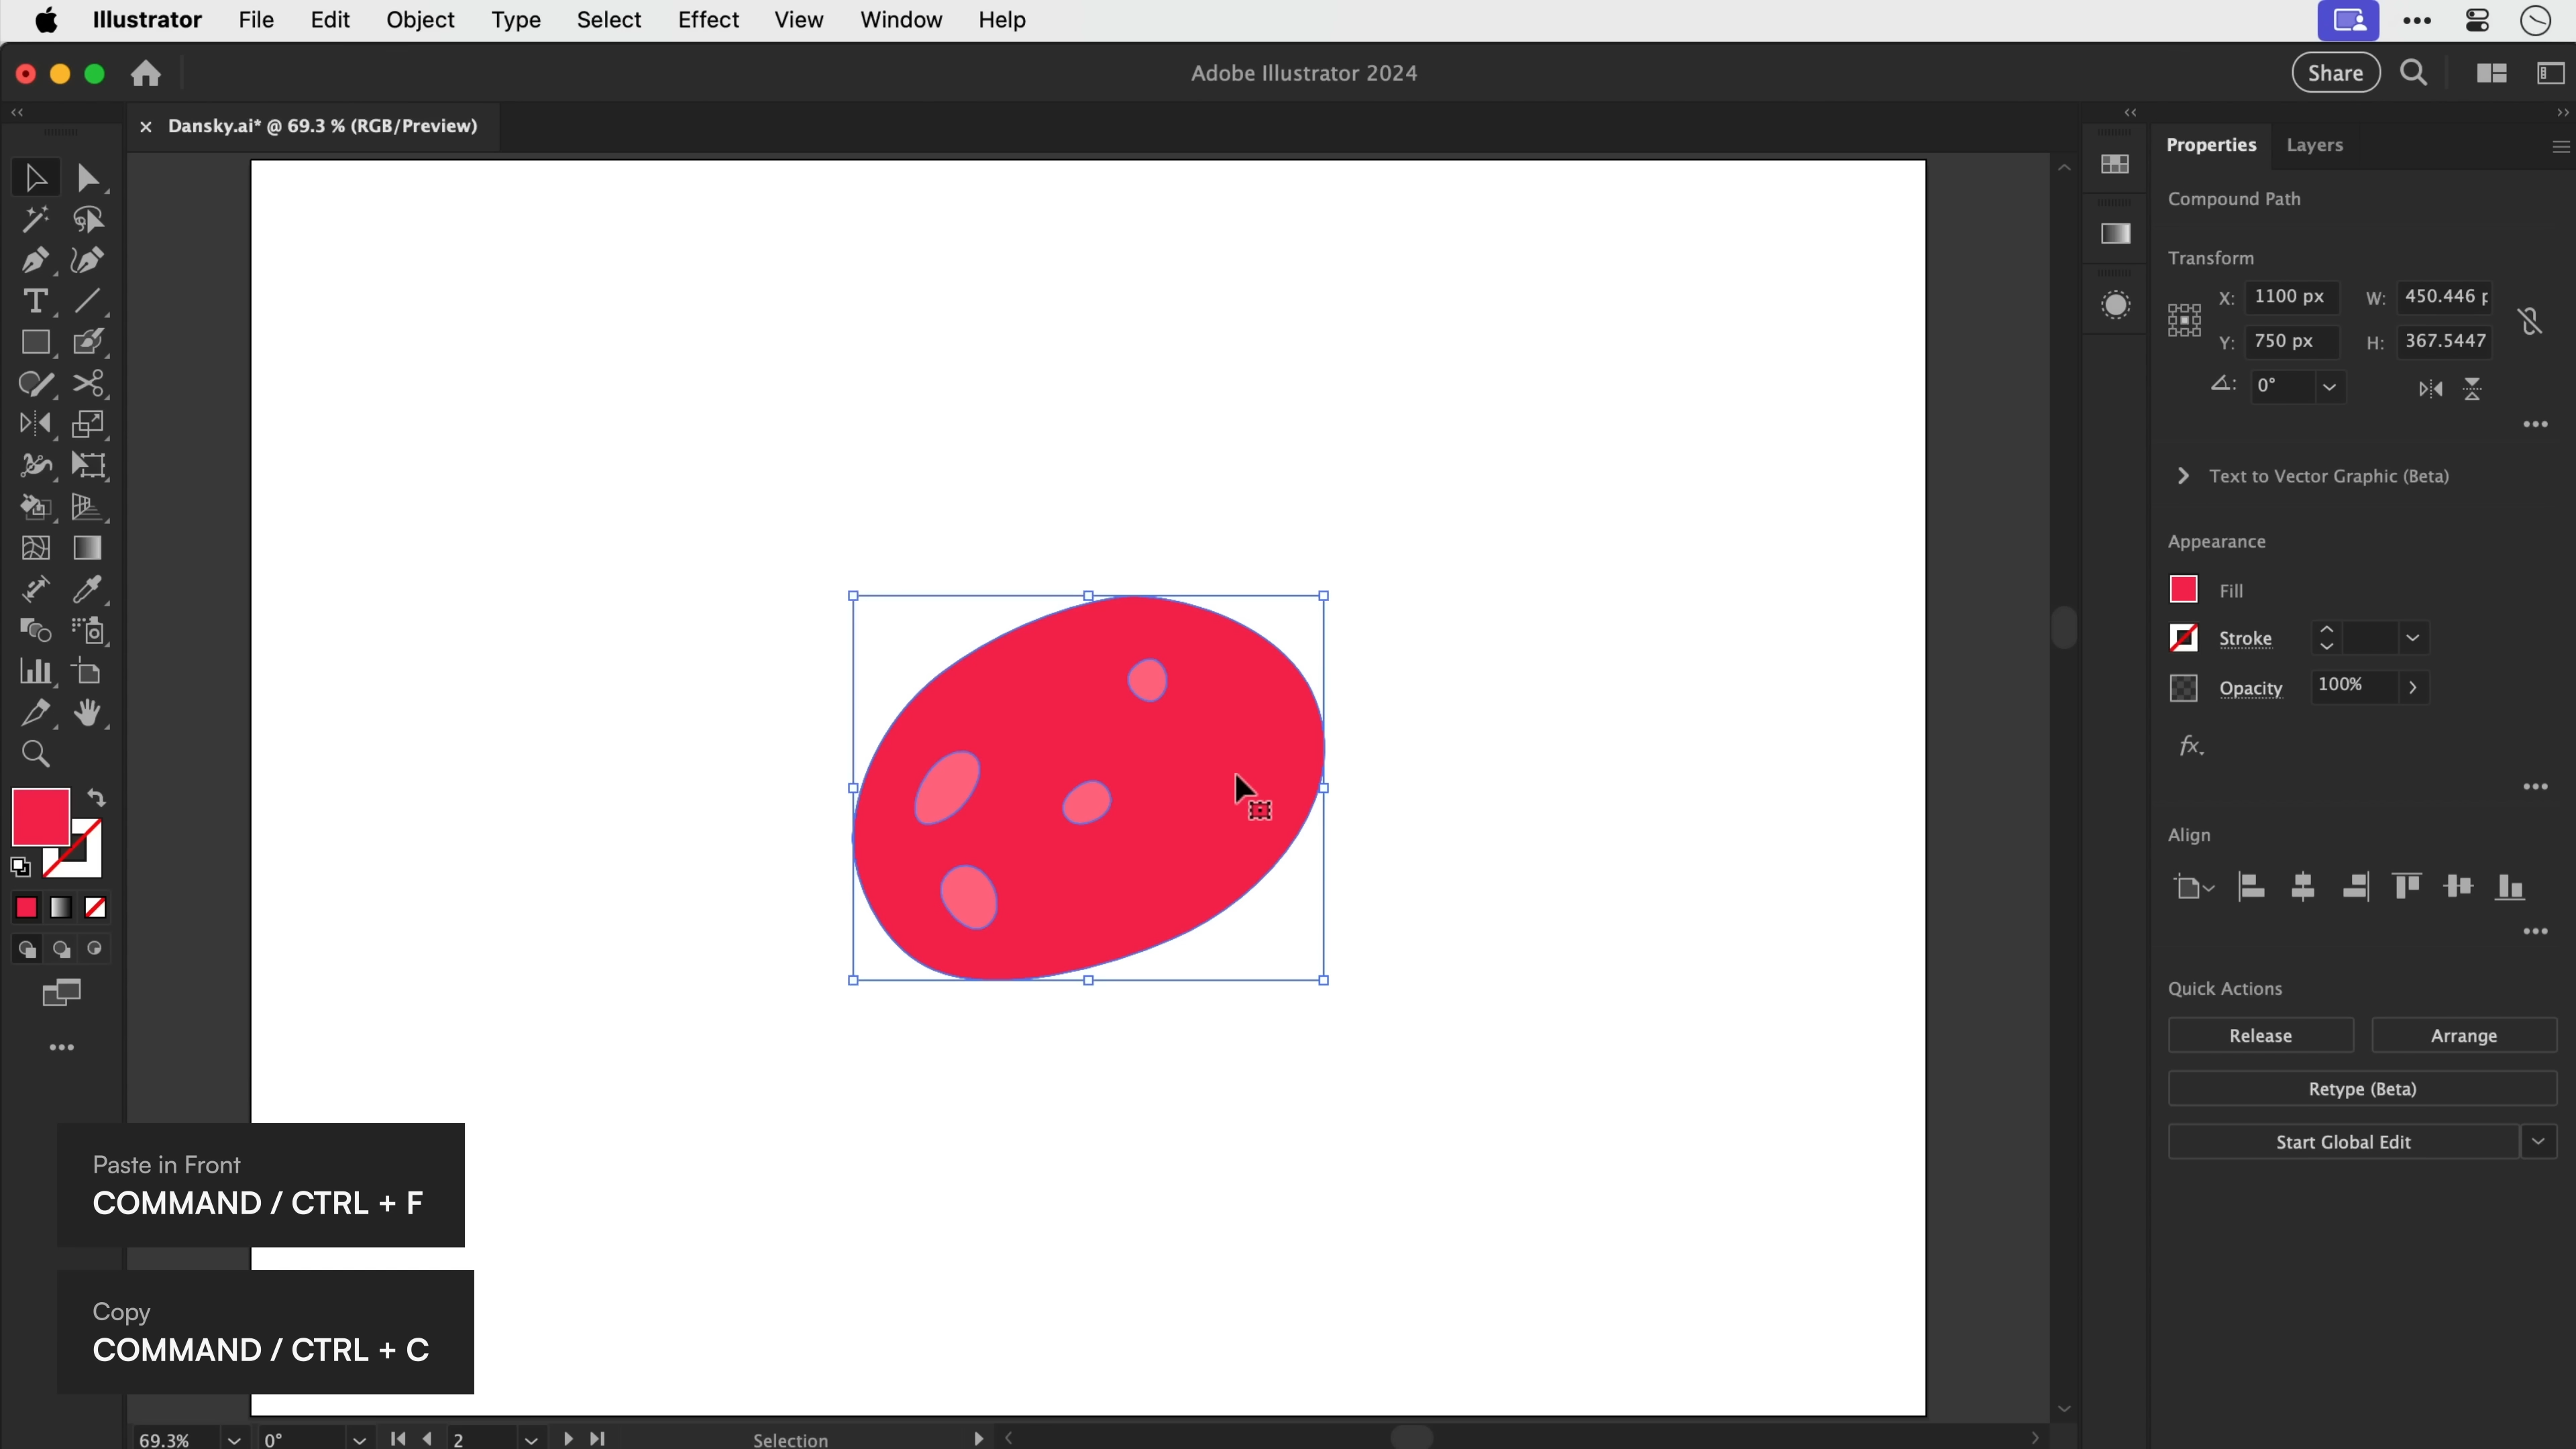 Illustrator File Edit Object Type Select Effect View Window Help
Adobe Illustrator 2024
Share
Dansky.ai* @ 69.3 % (RGB/Preview)
Properties Layers
Compound Path
Transform
X: 1100 px W: 450.446 p
Y: 750 px H: 367.5447
0°
Text to Vector Graphic (Beta)
Appearance
Fill
Stroke
Opacity 100%
fx
Align
Quick Actions
Release Arrange
Retype (Beta)
Start Global Edit
Paste in Front
COMMAND / CTRL + F
Copy
COMMAND / CTRL + C
69.3% 0° 2 Selection